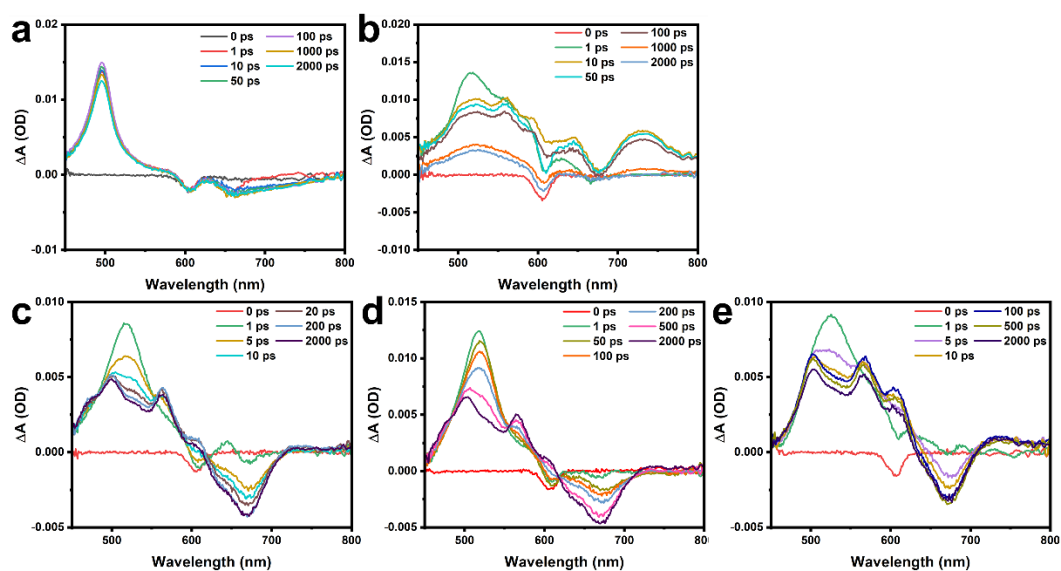 a
0 ps 100 ps
1 ps 1000 ps
10 ps 2000 ps
50 ps
0.02
0.01
0.00
-0.01
ΔA (OD)
500 600 700 800
Wavelength (nm)
b
0 ps 100 ps
1 ps 1000 ps
10 ps 2000 ps
50 ps
0.020
0.015
0.010
0.005
0.000
-0.005
-0.010
ΔA (OD)
500 600 700 800
Wavelength (nm)
c
0 ps 20 ps
1 ps 200 ps
5 ps 2000 ps
10 ps
0.010
0.005
0.000
-0.005
ΔA (OD)
500 600 700 800
Wavelength (nm)
d
0 ps 200 ps
1 ps 500 ps
50 ps 2000 ps
100 ps
0.015
0.010
0.005
0.000
-0.005
ΔA (OD)
500 600 700 800
Wavelength (nm)
e
0 ps 100 ps
1 ps 500 ps
5 ps 2000 ps
10 ps
0.010
0.005
0.000
-0.005
ΔA (OD)
500 600 700 800
Wavelength (nm)